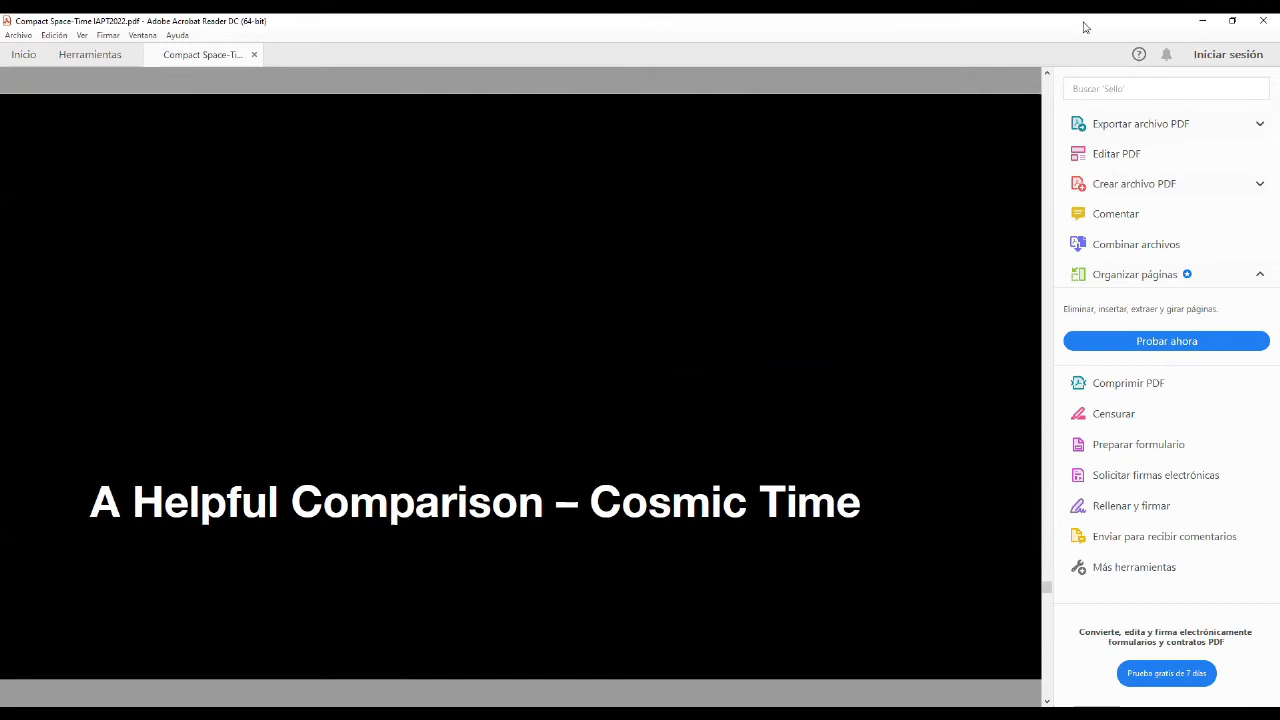 Compact Space-Time IAPT2022.pdf - Adobe Acrobat Reader DC (64-bit)
Archivo Edición Ver Firmar Ventana Ayuda
Inicio Herramientas Compact Space-Ti... Iniciar sesión
Buscar 'Sello'
Exportar archivo PDF
Editar PDF
Crear archivo PDF
Comentar
Combinar archivos
Organizar páginas
Eliminar, insertar, extraer y girar páginas.
Probar ahora
Comprimir PDF
Censurar
Preparar formulario
Solicitar firmas electrónicas
Rellenar y firmar
Enviar para recibir comentarios
Más herramientas
Convierte, edita y firma electrónicamente
formularios y contratos PDF
Prueba gratis de 7 días
A Helpful Comparison – Cosmic Time